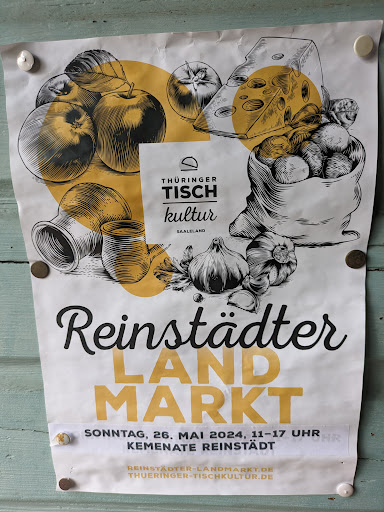 THÜRINGER
TISCH
kultur
SAALELAND
Reinstädter
LAND
MARKT
SONNTAG, 26. MAI 2024, 11–17 UHR
KEMENATE REINSTÄDT
REINSTÄDTER-LANDMARKT.DE
THUERINGER-TISCHKULTUR.DE